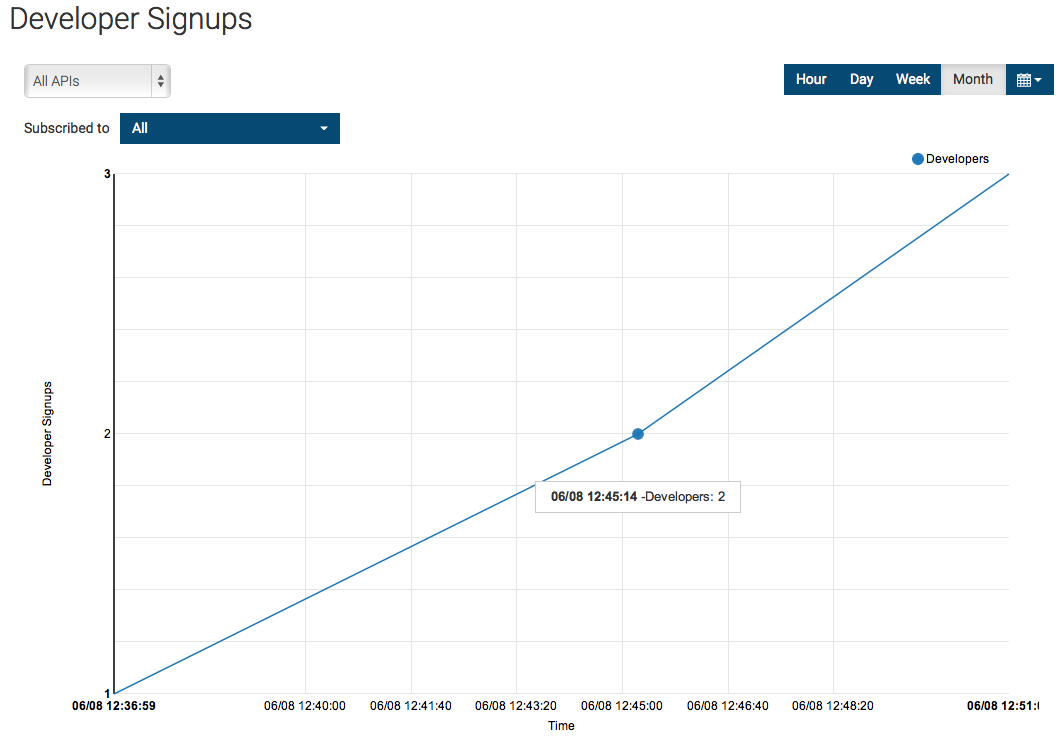 Developer Signups
All APIs
Hour Day Week Month
Subscribed to All
Developers
3
2
1
Developer Signups
06/08 12:45:14 -Developers: 2
06/08 12:36:59 06/08 12:40:00 06/08 12:41:40 06/08 12:43:20 06/08 12:45:00 06/08 12:46:40 06/08 12:48:20 06/08 12:51:
Time